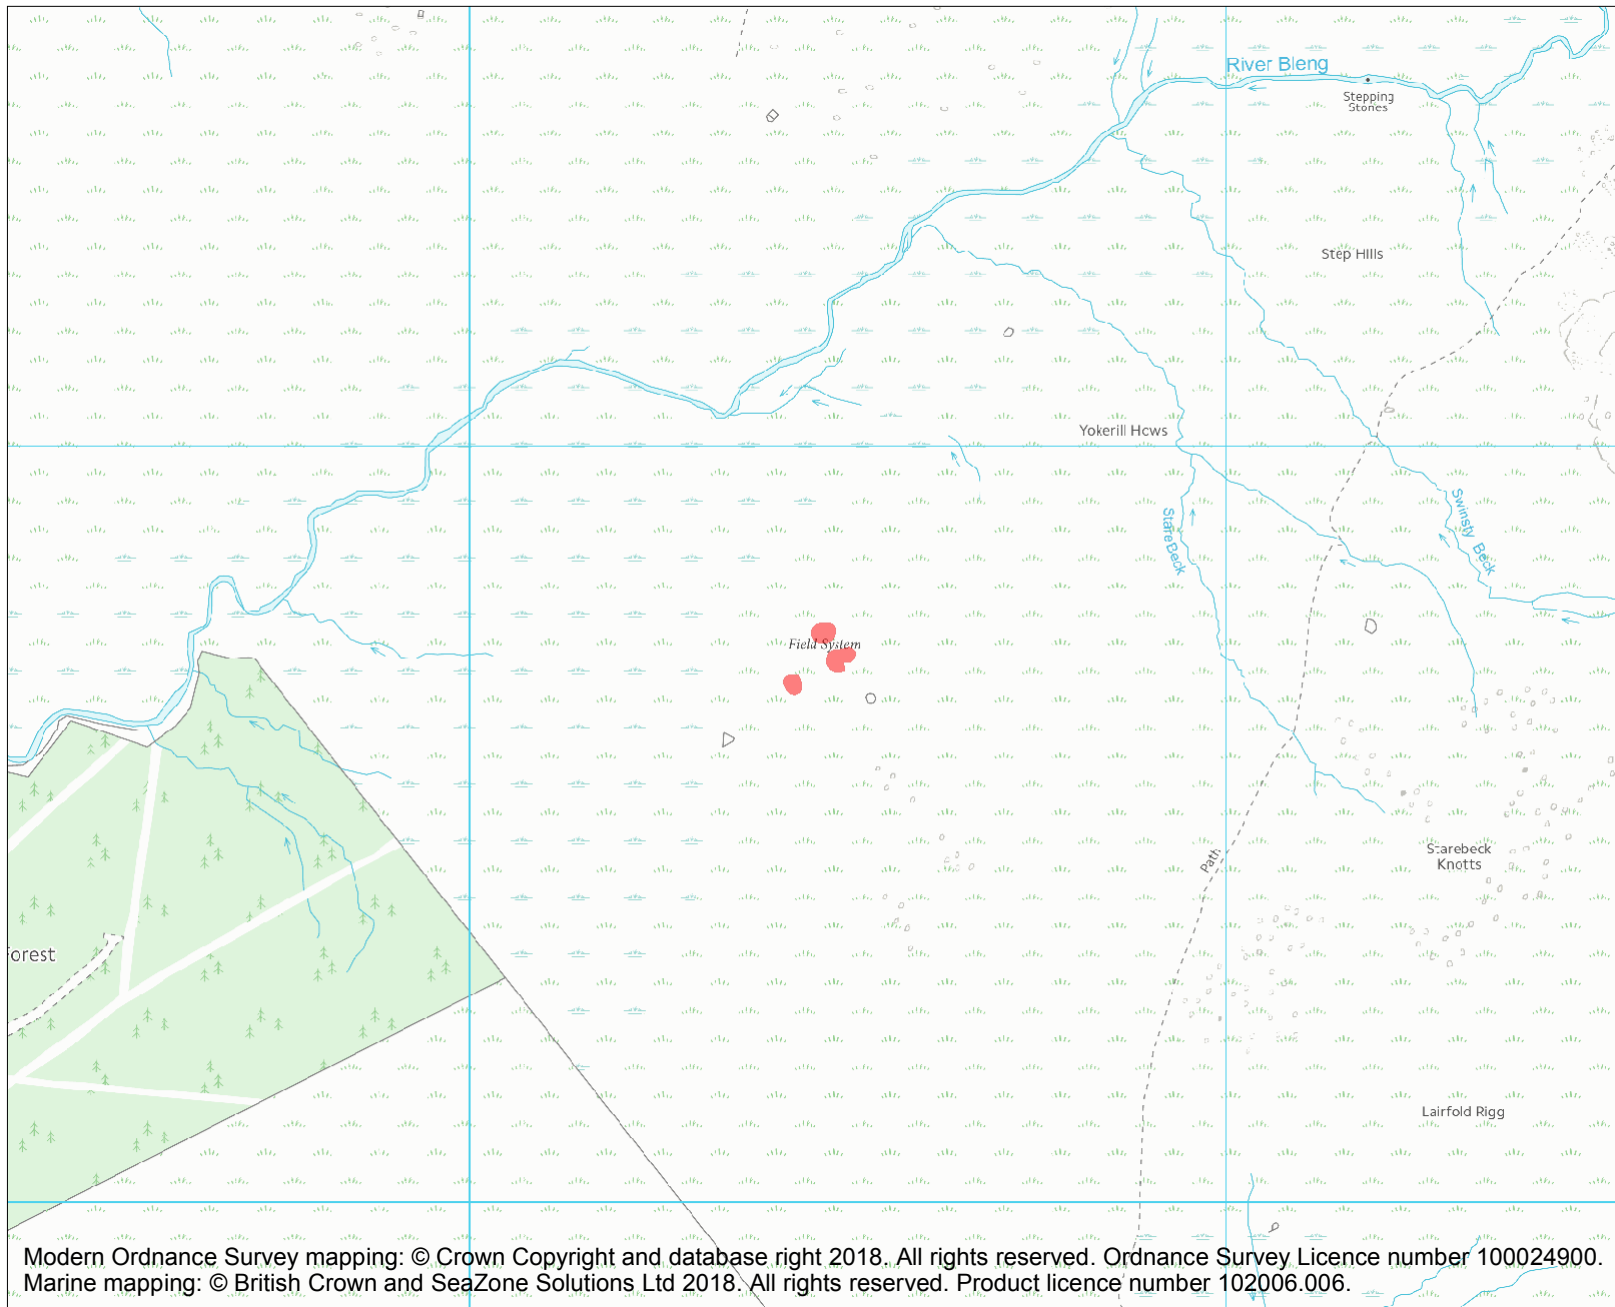 River Bleng
Stepping
Stones
Step Hills
Yokerill Hows
Stare Beck
Swinsty Beck
Field System
Path
Starebeck
Knotts
orest
Lairfold Rigg
Modern Ordnance Survey mapping: © Crown Copyright and database right 2018. All rights reserved. Ordnance Survey Licence number 100024900.
Marine mapping: © British Crown and SeaZone Solutions Ltd 2018. All rights reserved. Product licence number 102006.006.